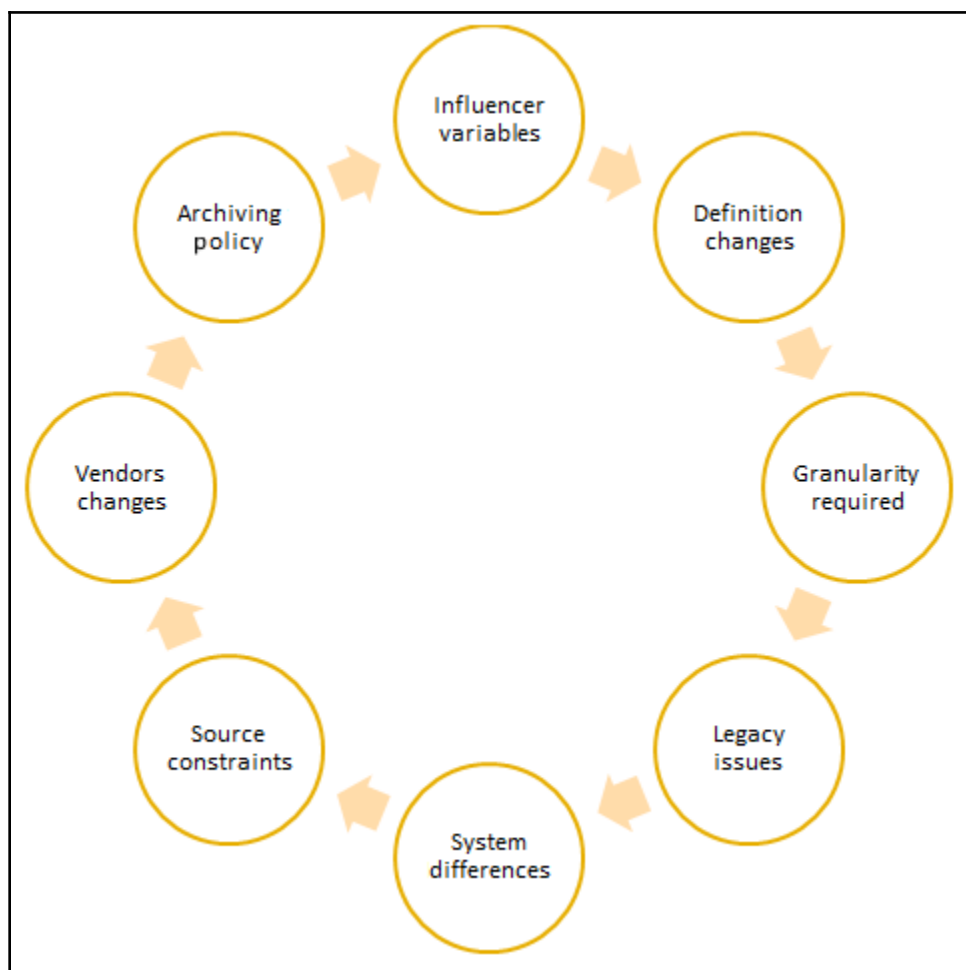 Influencer
variables
Definition
changes
Granularity
required
Legacy
issues
System
differences
Source
constraints
Vendors
changes
Archiving
policy